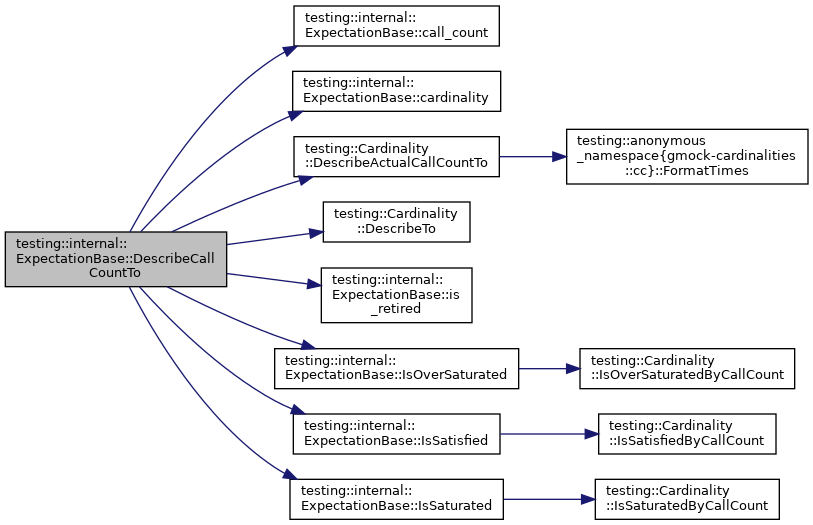 testing::internal::
ExpectationBase::call_count
testing::internal::
ExpectationBase::cardinality
testing::Cardinality
::DescribeActualCallCountTo
testing::anonymous
_namespace{gmock-cardinalities
::cc}::FormatTimes
testing::Cardinality
::DescribeTo
testing::internal::
ExpectationBase::DescribeCall
CountTo
testing::internal::
ExpectationBase::is
_retired
testing::internal::
ExpectationBase::IsOverSaturated
testing::Cardinality
::IsOverSaturatedByCallCount
testing::internal::
ExpectationBase::IsSatisfied
testing::Cardinality
::IsSatisfiedByCallCount
testing::internal::
ExpectationBase::IsSaturated
testing::Cardinality
::IsSaturatedByCallCount